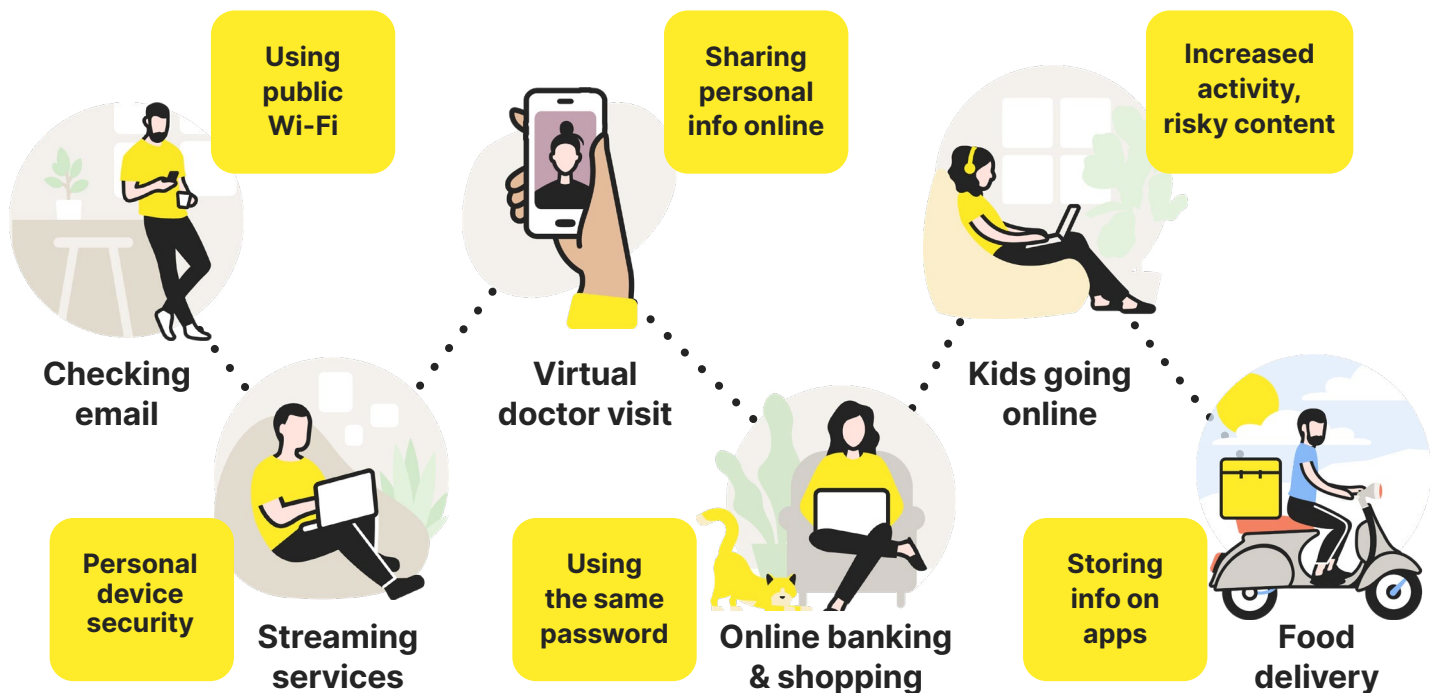 Using
public
Wi-Fi
Checking
email
Personal
device
security
Streaming
services
Sharing
personal
info online
Virtual
doctor visit
Using
the same
password
Online banking
& shopping
Increased
activity,
risky content
Kids going
online
Storing
info on
apps
Food
delivery